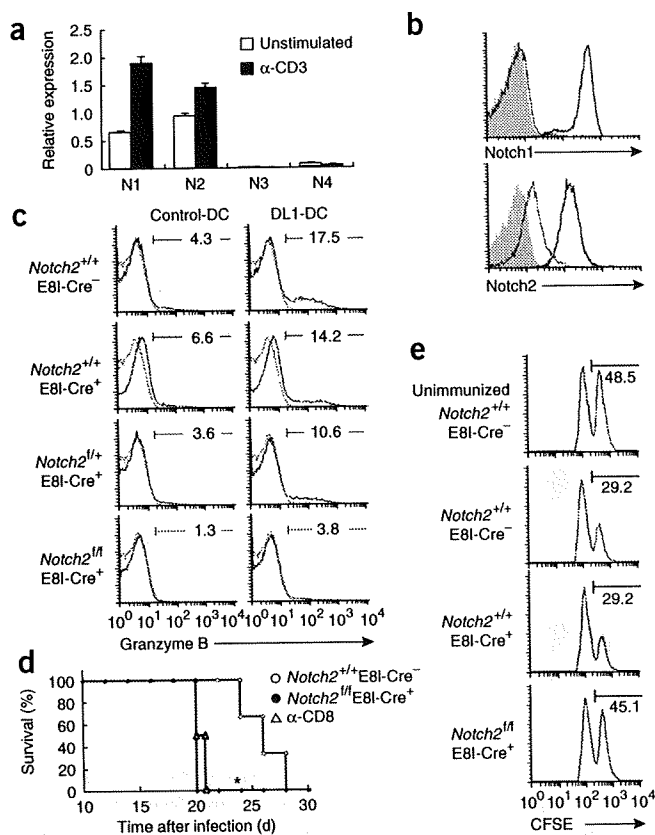 a
Relative expression
2.5
2.0
1.5
1.0
0.5
0
Unstimulated
α-CD3
N1 N2 N3 N4
b
Notch1
Notch2
c
Control-DC DL1-DC
Notch2+/+
E8I-Cre−
4.3 17.5
Notch2+/+
E8I-Cre+
6.6 14.2
Notch2f/+
E8I-Cre+
3.6 10.6
Notch2f/f
E8I-Cre+
1.3 3.8
10⁰ 10¹ 10² 10³ 10⁴ 10⁰ 10¹ 10² 10³ 10⁴
Granzyme B
d
Survival (%)
100
80
60
40
20
0
Notch2+/+E8I-Cre−
Notch2f/fE8I-Cre+
α-CD8
*
10 15 20 25 30
Time after infection (d)
e
Unimmunized
Notch2+/+
E8I-Cre−
48.5
Notch2+/+
E8I-Cre−
29.2
Notch2+/+
E8I-Cre+
29.2
Notch2f/f
E8I-Cre+
45.1
10⁰ 10¹ 10² 10³ 10⁴
CFSE